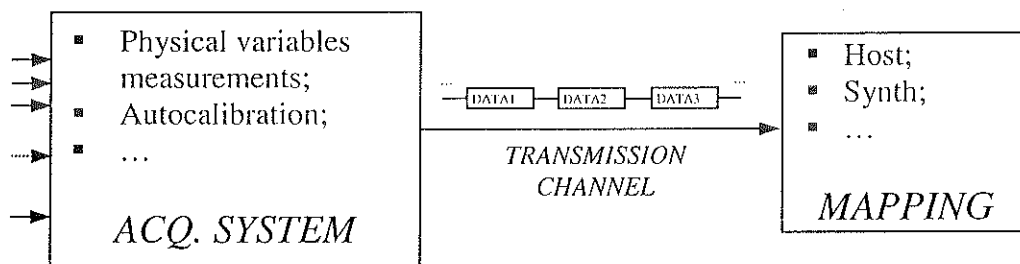 ▪ Physical variables
measurements;
▪ Autocalibration;
▪ ...
ACQ. SYSTEM
... ...
DATA1 DATA2 DATA3
TRANSMISSION
CHANNEL
▪ Host;
▪ Synth;
▪ ...
MAPPING